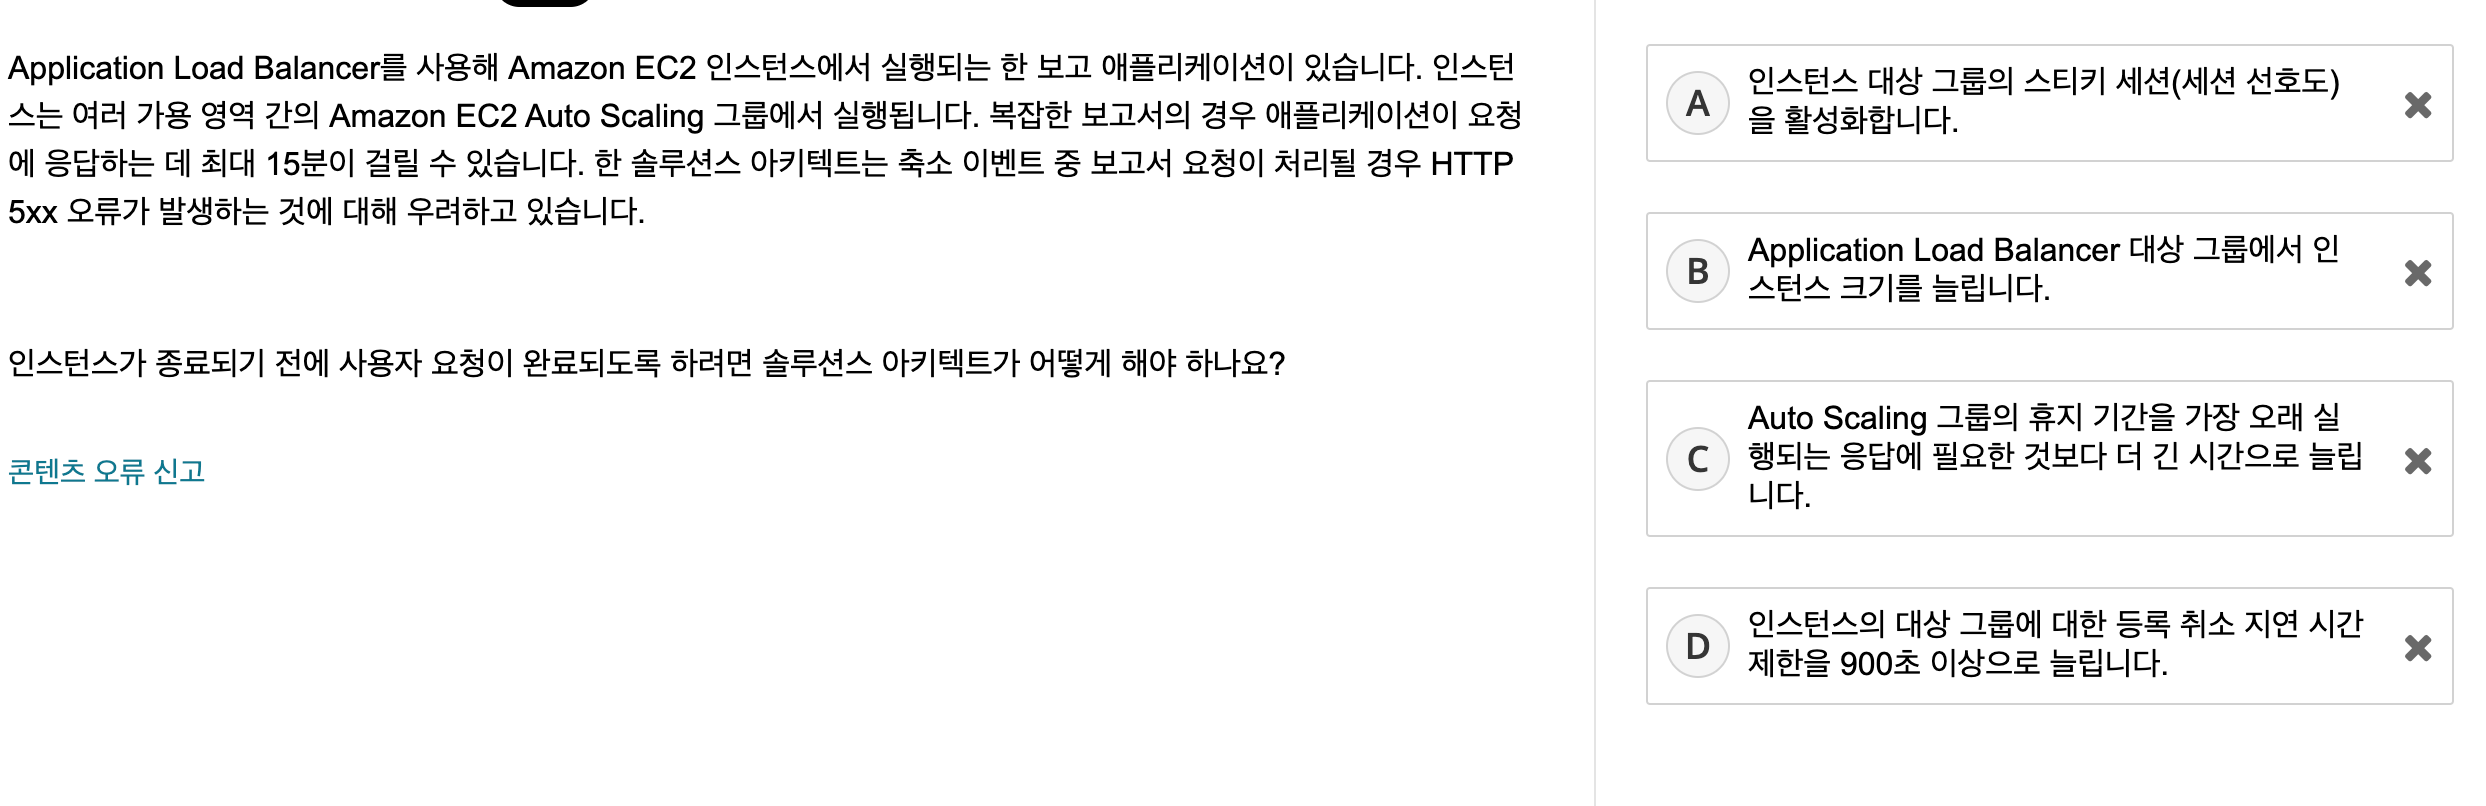 Application Load Balancer를 사용해 Amazon EC2 인스턴스에서 실행되는 한 보고 애플리케이션이 있습니다. 인스턴
스는 여러 가용 영역 간의 Amazon EC2 Auto Scaling 그룹에서 실행됩니다. 복잡한 보고서의 경우 애플리케이션이 요청
에 응답하는 데 최대 15분이 걸릴 수 있습니다. 한 솔루션스 아키텍트는 축소 이벤트 중 보고서 요청이 처리될 경우 HTTP
5xx 오류가 발생하는 것에 대해 우려하고 있습니다.
인스턴스가 종료되기 전에 사용자 요청이 완료되도록 하려면 솔루션스 아키텍트가 어떻게 해야 하나요?
콘텐츠 오류 신고
A
인스턴스 대상 그룹의 스티키 세션(세션 선호도)
을 활성화합니다.
B
Application Load Balancer 대상 그룹에서 인
스턴스 크기를 늘립니다.
C
Auto Scaling 그룹의 휴지 기간을 가장 오래 실
행되는 응답에 필요한 것보다 더 긴 시간으로 늘립
니다.
D
인스턴스의 대상 그룹에 대한 등록 취소 지연 시간
제한을 900초 이상으로 늘립니다.